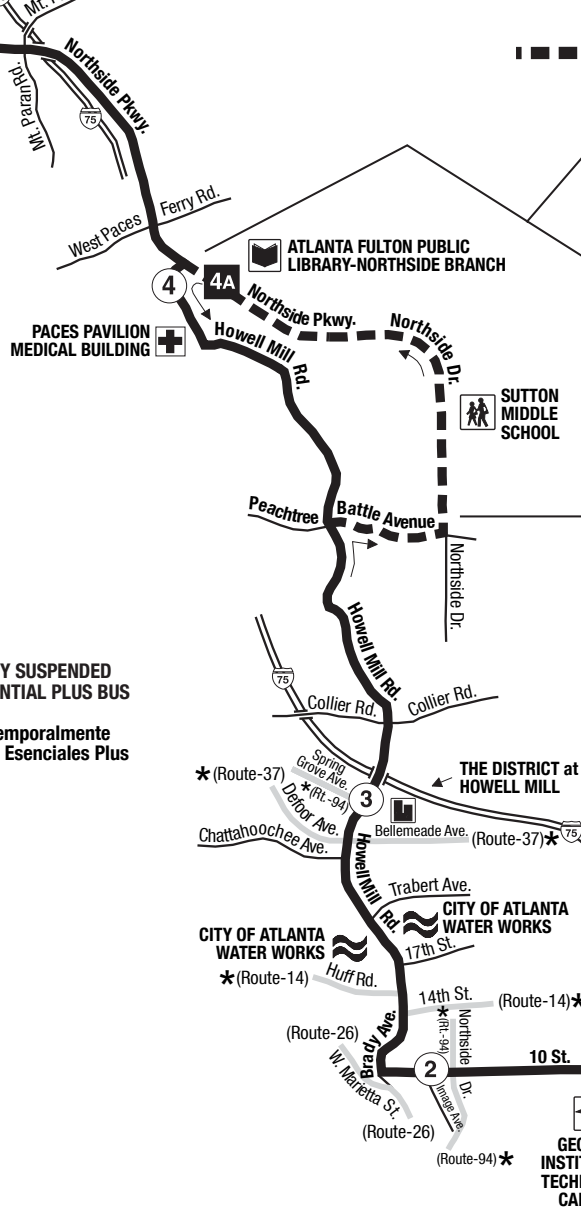 Mt.
Northside Pkwy.
Mt. Paran Rd.
75
West Paces Ferry Rd.
ATLANTA FULTON PUBLIC
LIBRARY-NORTHSIDE BRANCH
4
4A
Northside Pkwy.
Northside Dr.
PACES PAVILION
MEDICAL BUILDING
Howell Mill Rd.
SUTTON
MIDDLE
SCHOOL
Peachtree Battle Avenue
Northside Dr.
Howell Mill Rd.
Y SUSPENDED
NTIAL PLUS BUS
emporalmente
Esenciales Plus
75
Collier Rd.
Collier Rd.
Spring
Grove Ave.
*(Route-37)
*(Rt.-94)
THE DISTRICT at
HOWELL MILL
3
Defoor Ave.
Bellemeade Ave.
(Route-37)*
75
Chattahoochee Ave.
Howell Mill Rd.
Trabert Ave.
CITY OF ATLANTA
WATER WORKS
CITY OF ATLANTA
WATER WORKS
17th St.
*(Route-14)
Huff Rd.
14th St.
(Route-14)*
*(Rt.-94)
Northside Dr.
(Route-26)
Brady Ave.
2
10 St.
W. Marietta St.
Image Ave.
(Route-26)
(Route-94)*
GEO
INSTI
TECH
CA